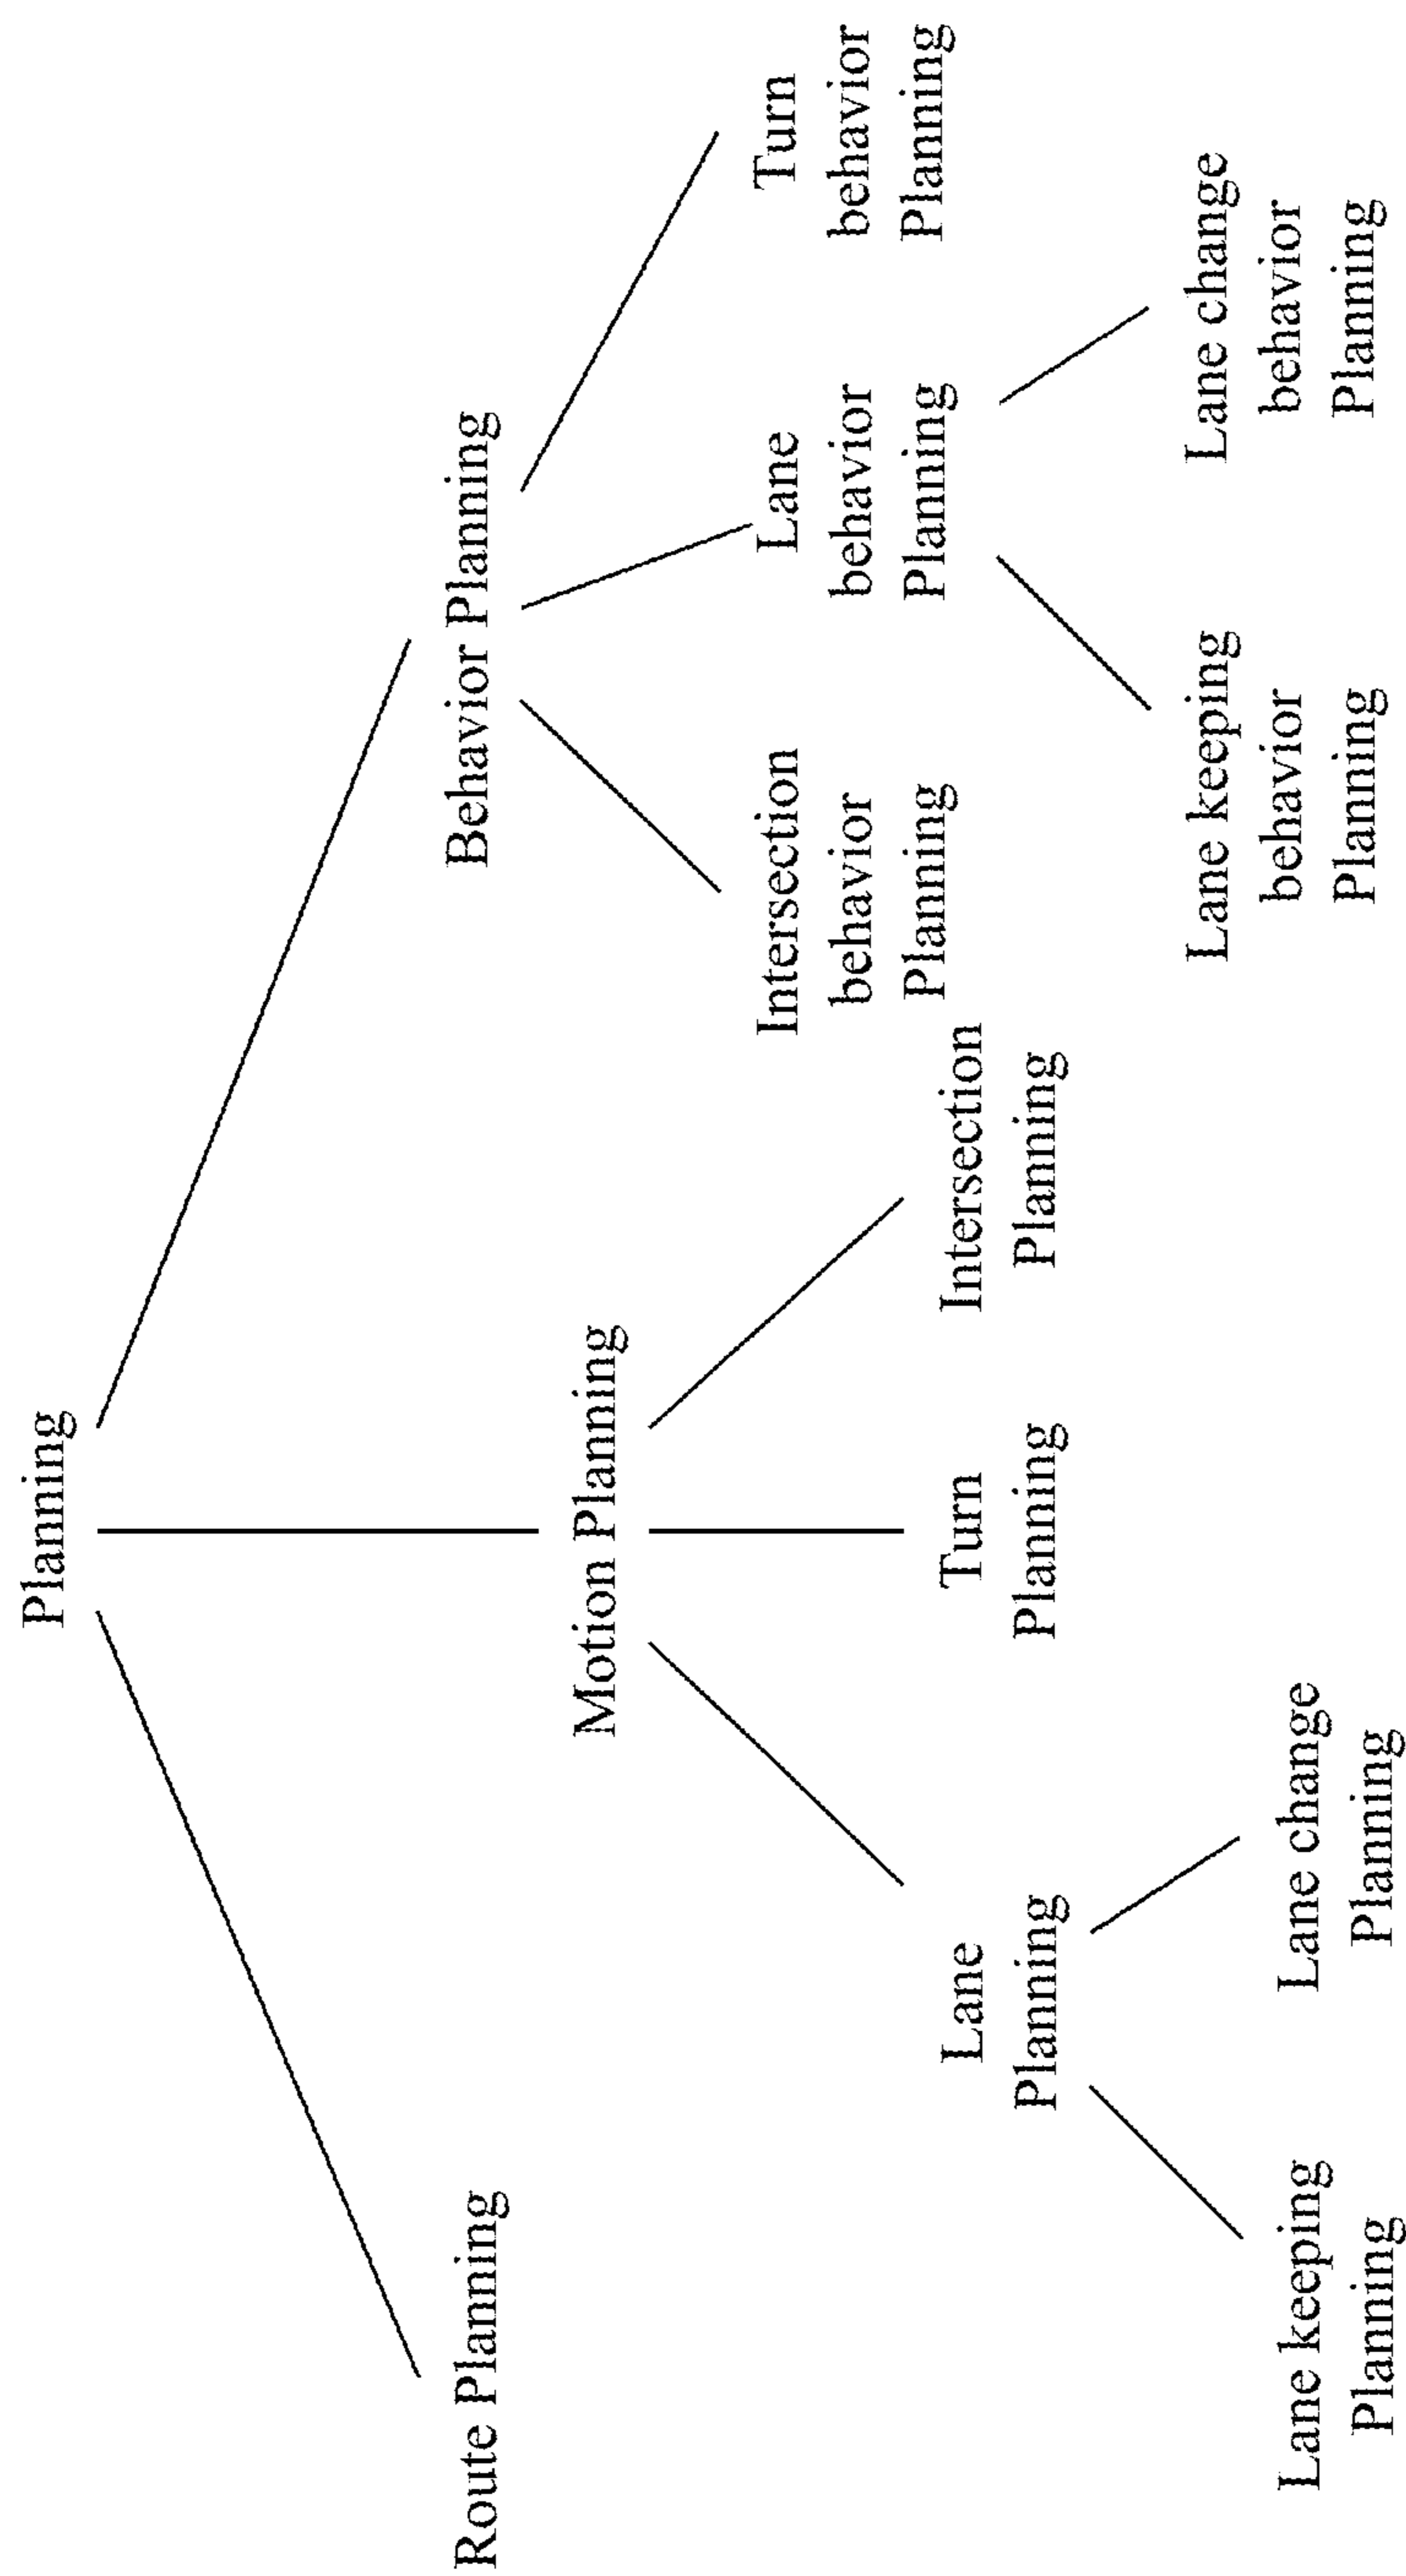 Planning
Route Planning
Motion Planning
Behavior Planning
Lane
Planning
Turn
Planning
Intersection
Planning
Intersection
behavior
Planning
Lane
behavior
Planning
Turn
behavior
Planning
Lane keeping
Planning
Lane change
Planning
Lane keeping
behavior
Planning
Lane change
behavior
Planning